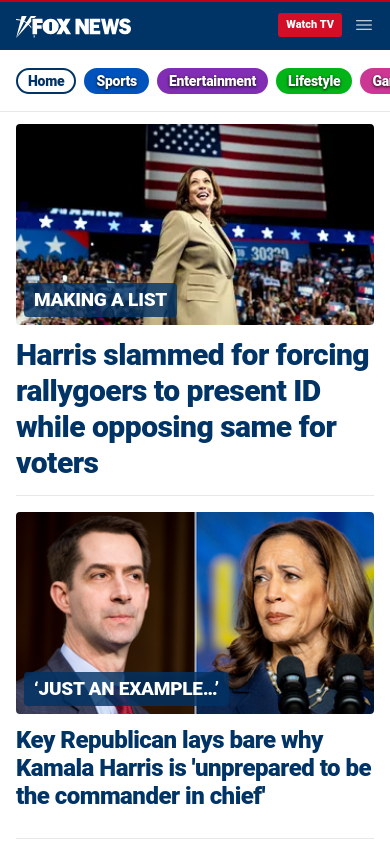 FOX NEWS
Watch TV
Home
Sports
Entertainment
Lifestyle
30330
MAKING A LIST
Harris slammed for forcing
rallygoers to present ID
while opposing same for
voters
‘JUST AN EXAMPLE...’
Key Republican lays bare why
Kamala Harris is 'unprepared to be
the commander in chief'